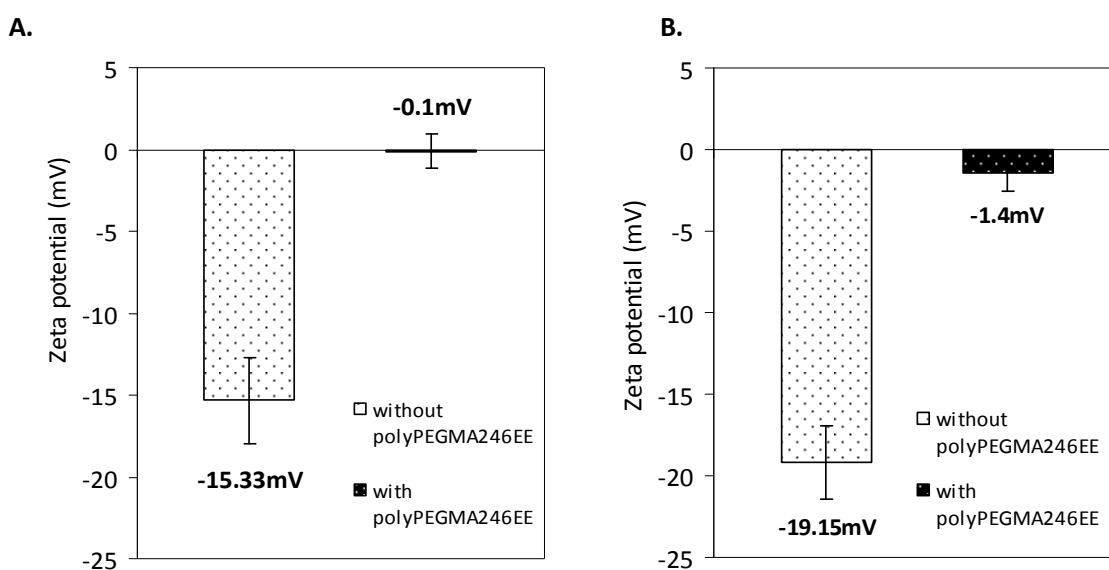 A.
5
0
-5
-10
-15
-20
-25
Zeta potential (mV)
-0.1mV
-15.33mV
without
polyPEGMA246EE
with
polyPEGMA246EE
B.
5
0
-5
-10
-15
-20
-25
Zeta potential (mV)
-1.4mV
-19.15mV
without
polyPEGMA246EE
with
polyPEGMA246EE